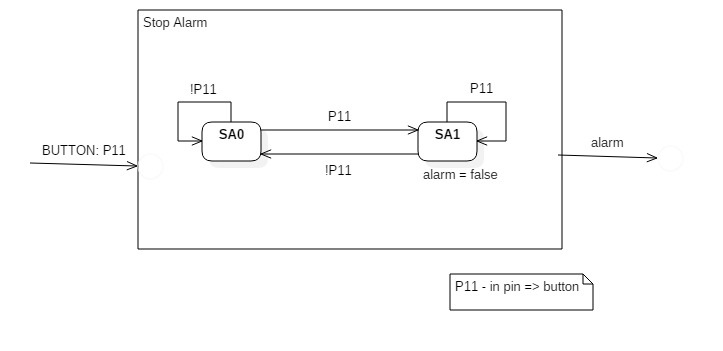 Stop Alarm
!P11
P11
P11
SA0
SA1
BUTTON: P11
alarm
!P11
alarm = false
P11 - in pin => button